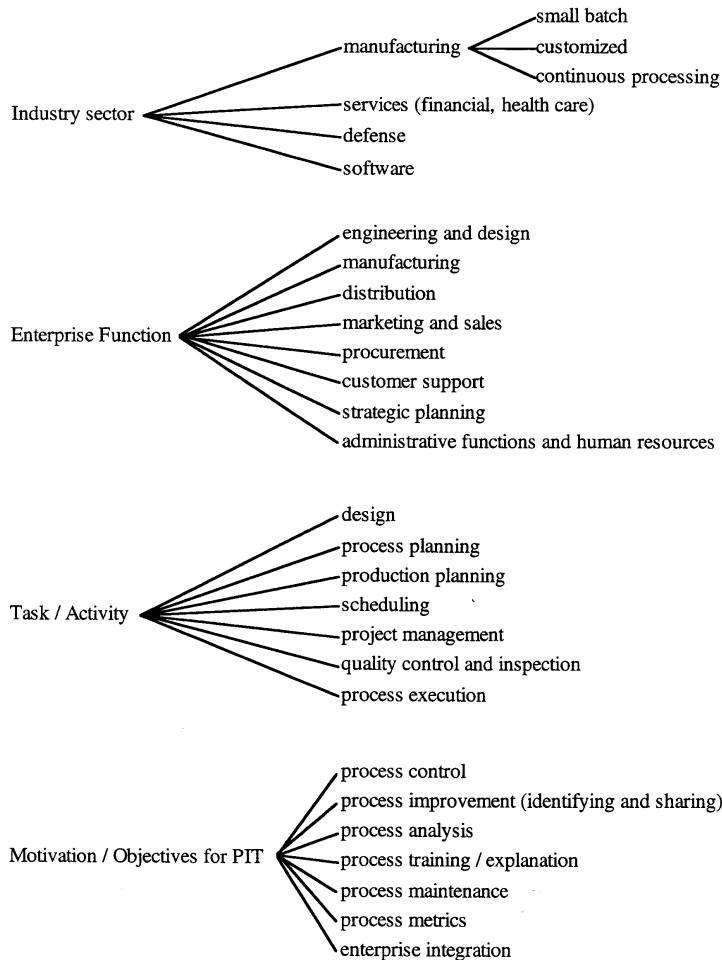 Industry sector
manufacturing
small batch
customized
continuous processing
services (financial, health care)
defense
software
Enterprise Function
engineering and design
manufacturing
distribution
marketing and sales
procurement
customer support
strategic planning
administrative functions and human resources
Task / Activity
design
process planning
production planning
scheduling
project management
quality control and inspection
process execution
Motivation / Objectives for PIT
process control
process improvement (identifying and sharing)
process analysis
process training / explanation
process maintenance
process metrics
enterprise integration